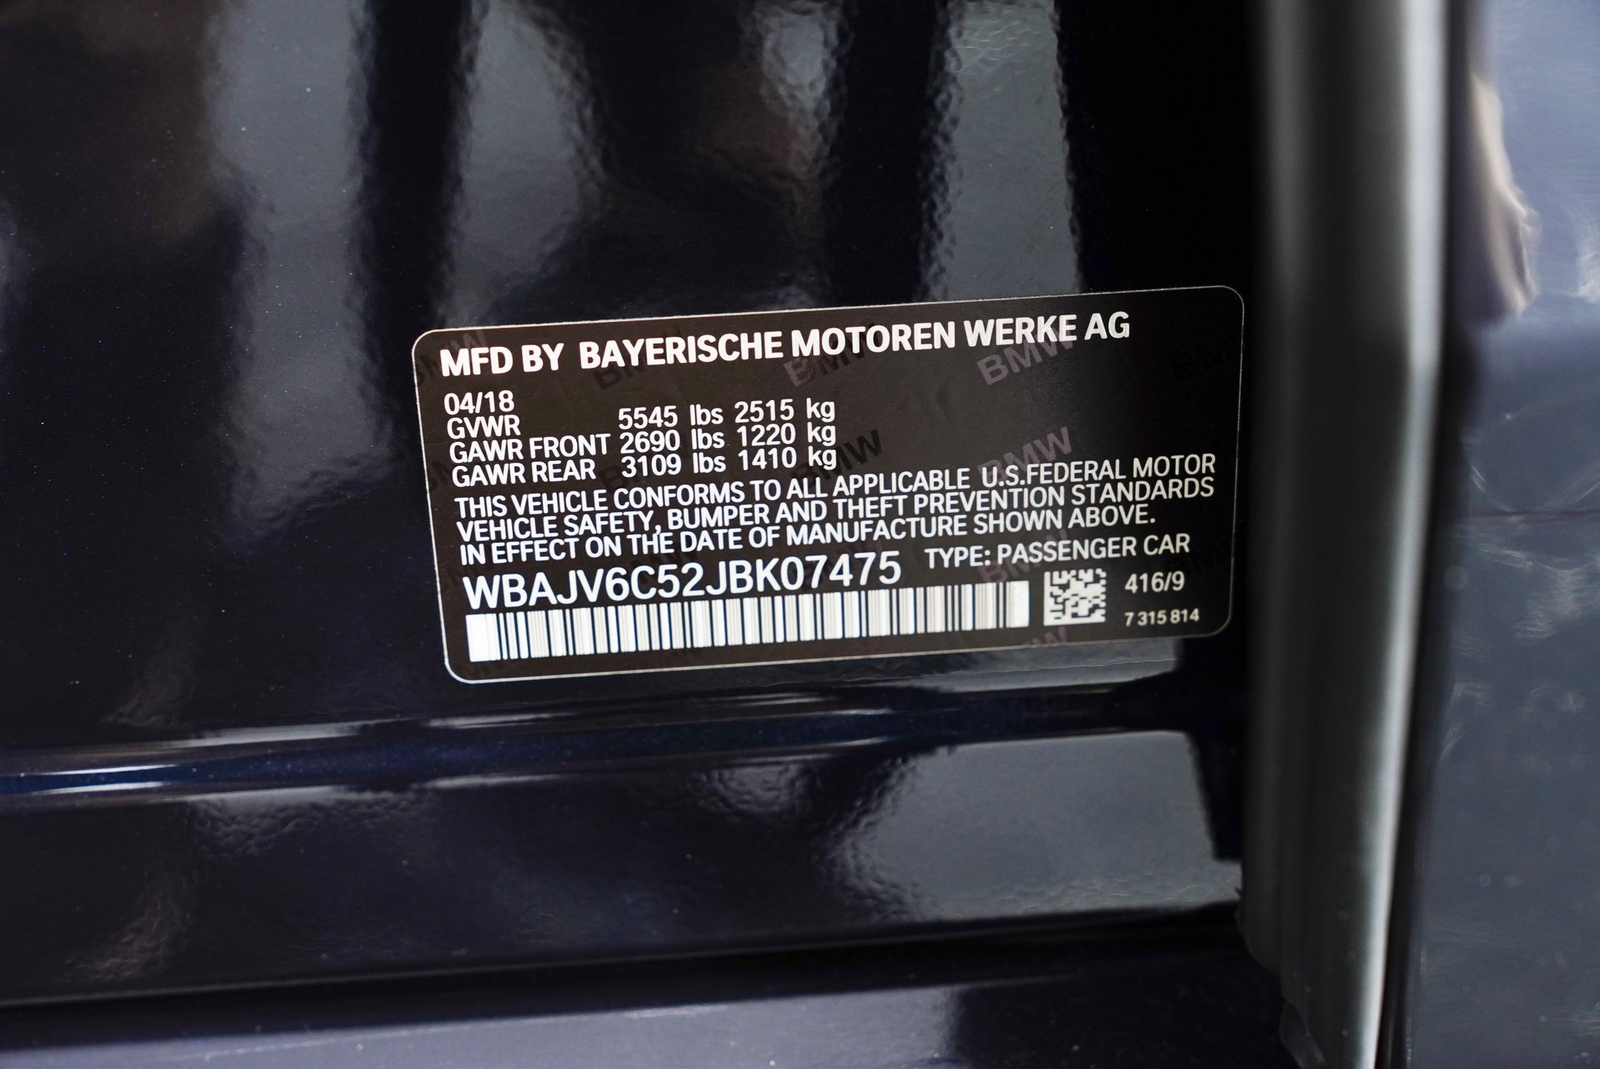 MFD BY BAYERISCHE MOTOREN WERKE AG
04/18
GVWR 5545 lbs 2515 kg
GAWR FRONT 2690 lbs 1220 kg
GAWR REAR 3109 lbs 1410 kg
THIS VEHICLE CONFORMS TO ALL APPLICABLE U.S.FEDERAL MOTOR
VEHICLE SAFETY, BUMPER AND THEFT PREVENTION STANDARDS
IN EFFECT ON THE DATE OF MANUFACTURE SHOWN ABOVE.
WBAJV6C52JBK07475 TYPE: PASSENGER CAR
416/9
7 315 814